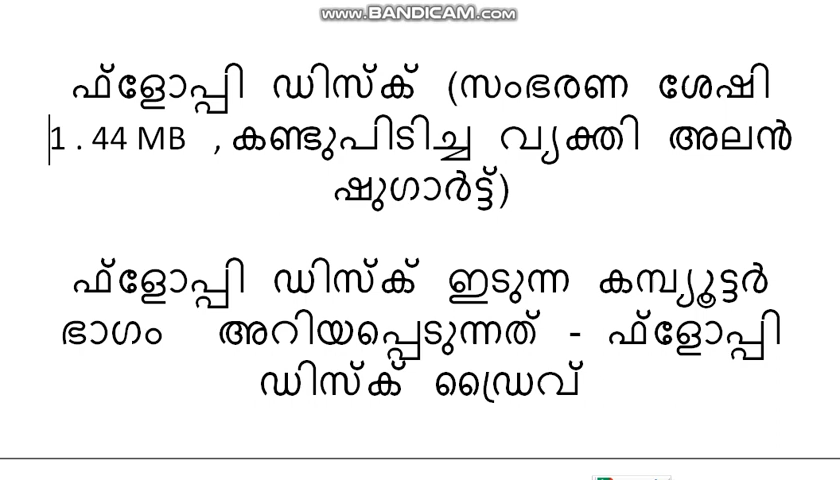 www.BANDICAM.com
ഫ്ളോപ്പി ഡിസ്ക് (സംഭരണ ശേഷി
1 . 44 MB , കണ്ടുപിടിച്ച വ്യക്തി അലൻ
ഷുഗാർട്ട്)
ഫ്ളോപ്പി ഡിസ്ക് ഇടുന്ന കമ്പ്യൂട്ടർ
ഭാഗം അറിയപ്പെടുന്നത് - ഫ്ളോപ്പി
ഡിസ്ക് ഡ്രൈവ്